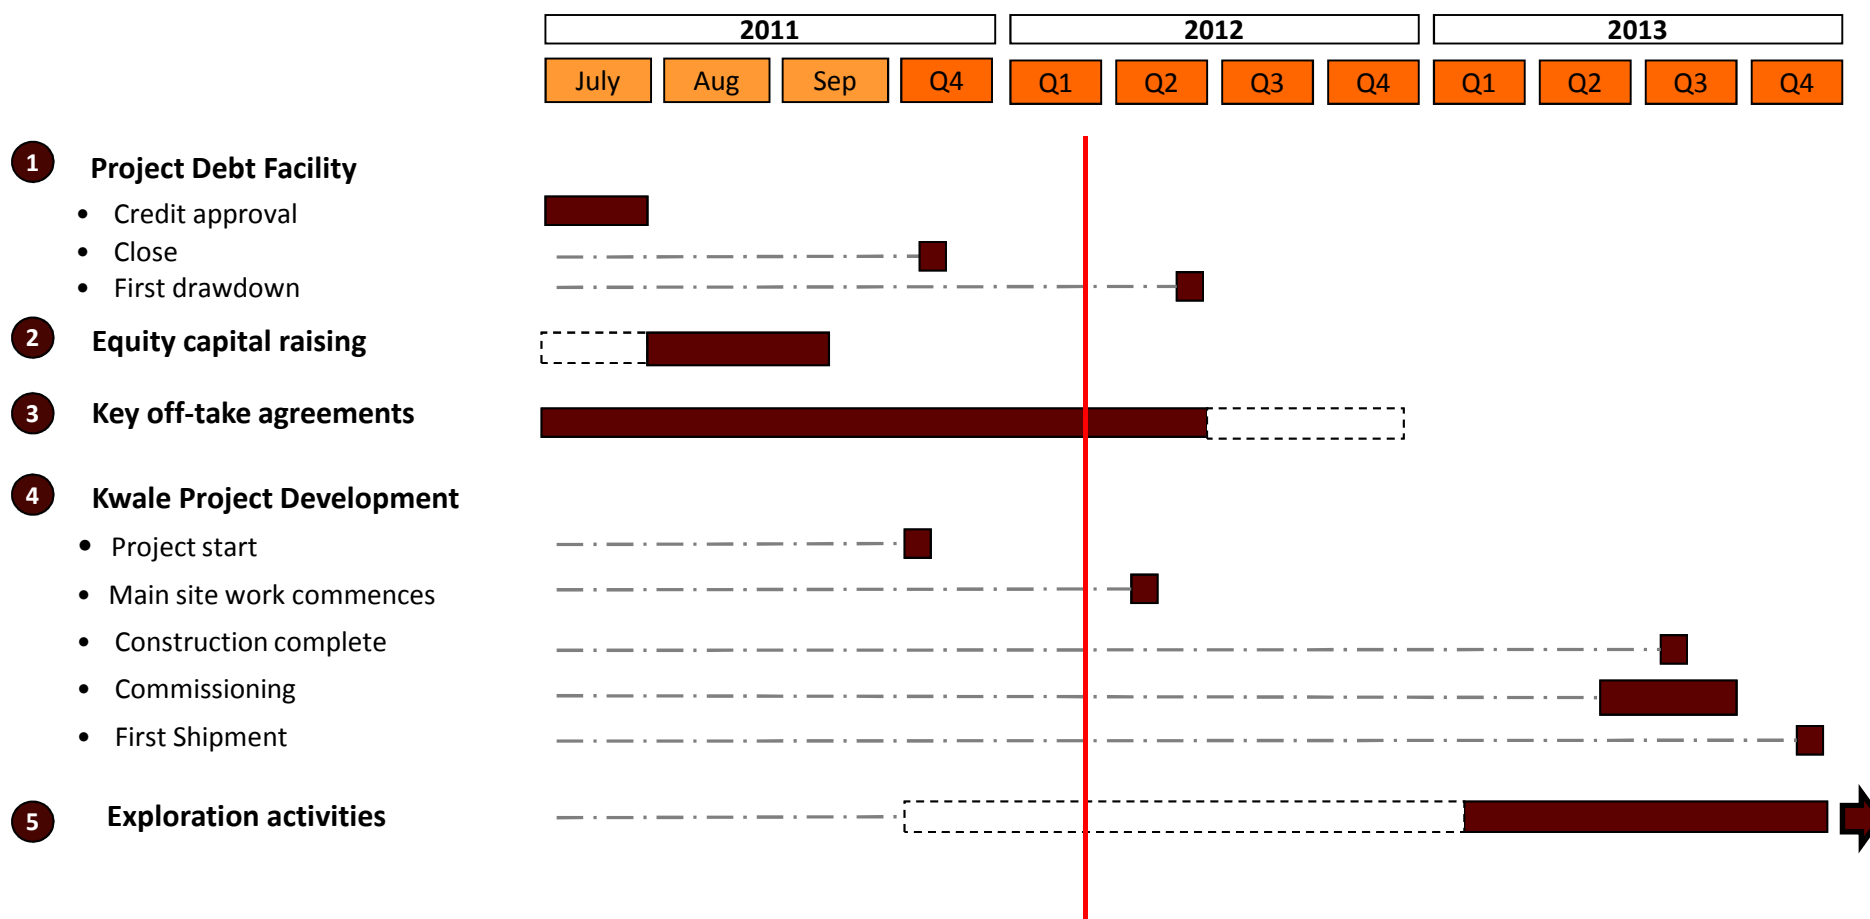 2011 2012 2013
July Aug Sep Q4 Q1 Q2 Q3 Q4 Q1 Q2 Q3 Q4
1 Project Debt Facility
• Credit approval
• Close
• First drawdown
2 Equity capital raising
3 Key off-take agreements
4 Kwale Project Development
• Project start
• Main site work commences
• Construction complete
• Commissioning
• First Shipment
5 Exploration activities